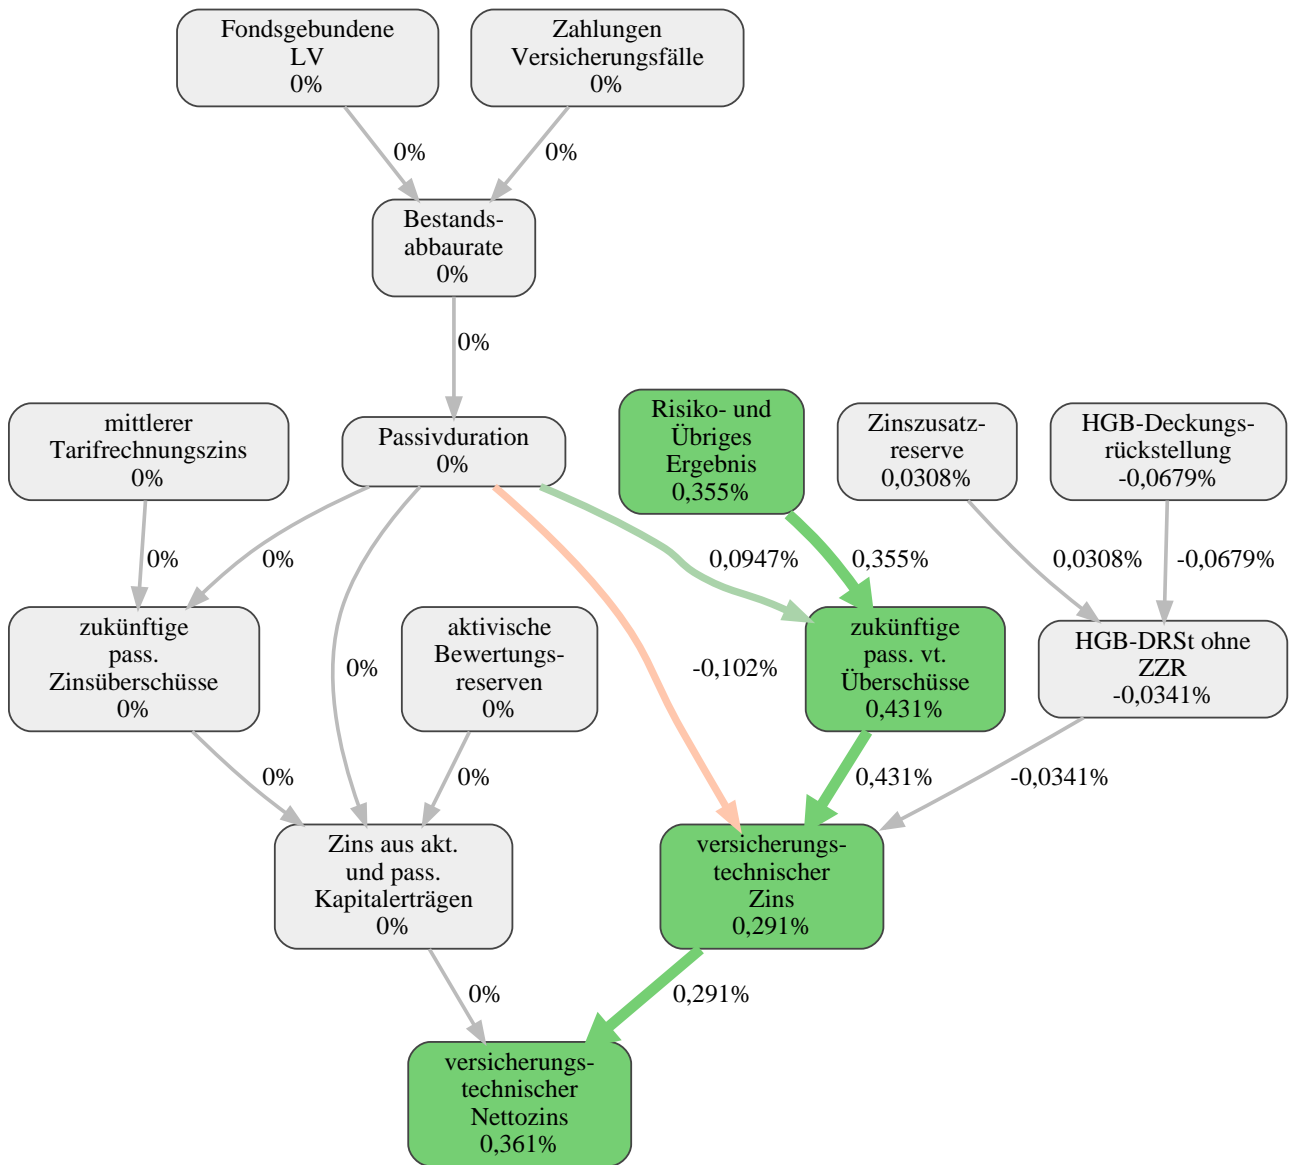 Fondsgebundene
LV
0%
Zahlungen
Versicherungsfälle
0%
0%
0%
Bestands-
abbaurate
0%
0%
mittlerer
Tarifrechnungszins
0%
Passivduration
0%
Risiko- und
Übriges
Ergebnis
0,355%
Zinszusatz-
reserve
0,0308%
HGB-Deckungs-
rückstellung
-0,0679%
0%
0%
0,0947%
0,355%
0,0308%
-0,0679%
zukünftige
pass.
Zinsüberschüsse
0%
0%
aktivische
Bewertungs-
reserven
0%
-0,102%
zukünftige
pass. vt.
Überschüsse
0,431%
HGB-DRSt ohne
ZZR
-0,0341%
0%
0%
0,431%
-0,0341%
Zins aus akt.
und pass.
Kapitalerträgen
0%
versicherungs-
technischer
Zins
0,291%
0%
0,291%
versicherungs-
technischer
Nettozins
0,361%